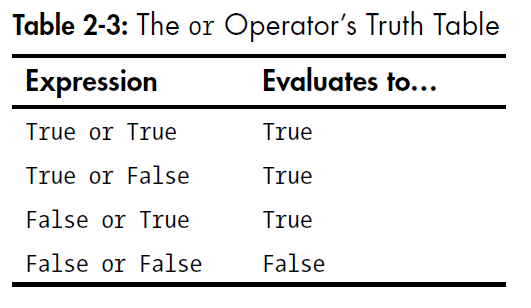 Table 2-3: The or Operator’s Truth Table
Expression Evaluates to…
True or True True
True or False True
False or True True
False or False False